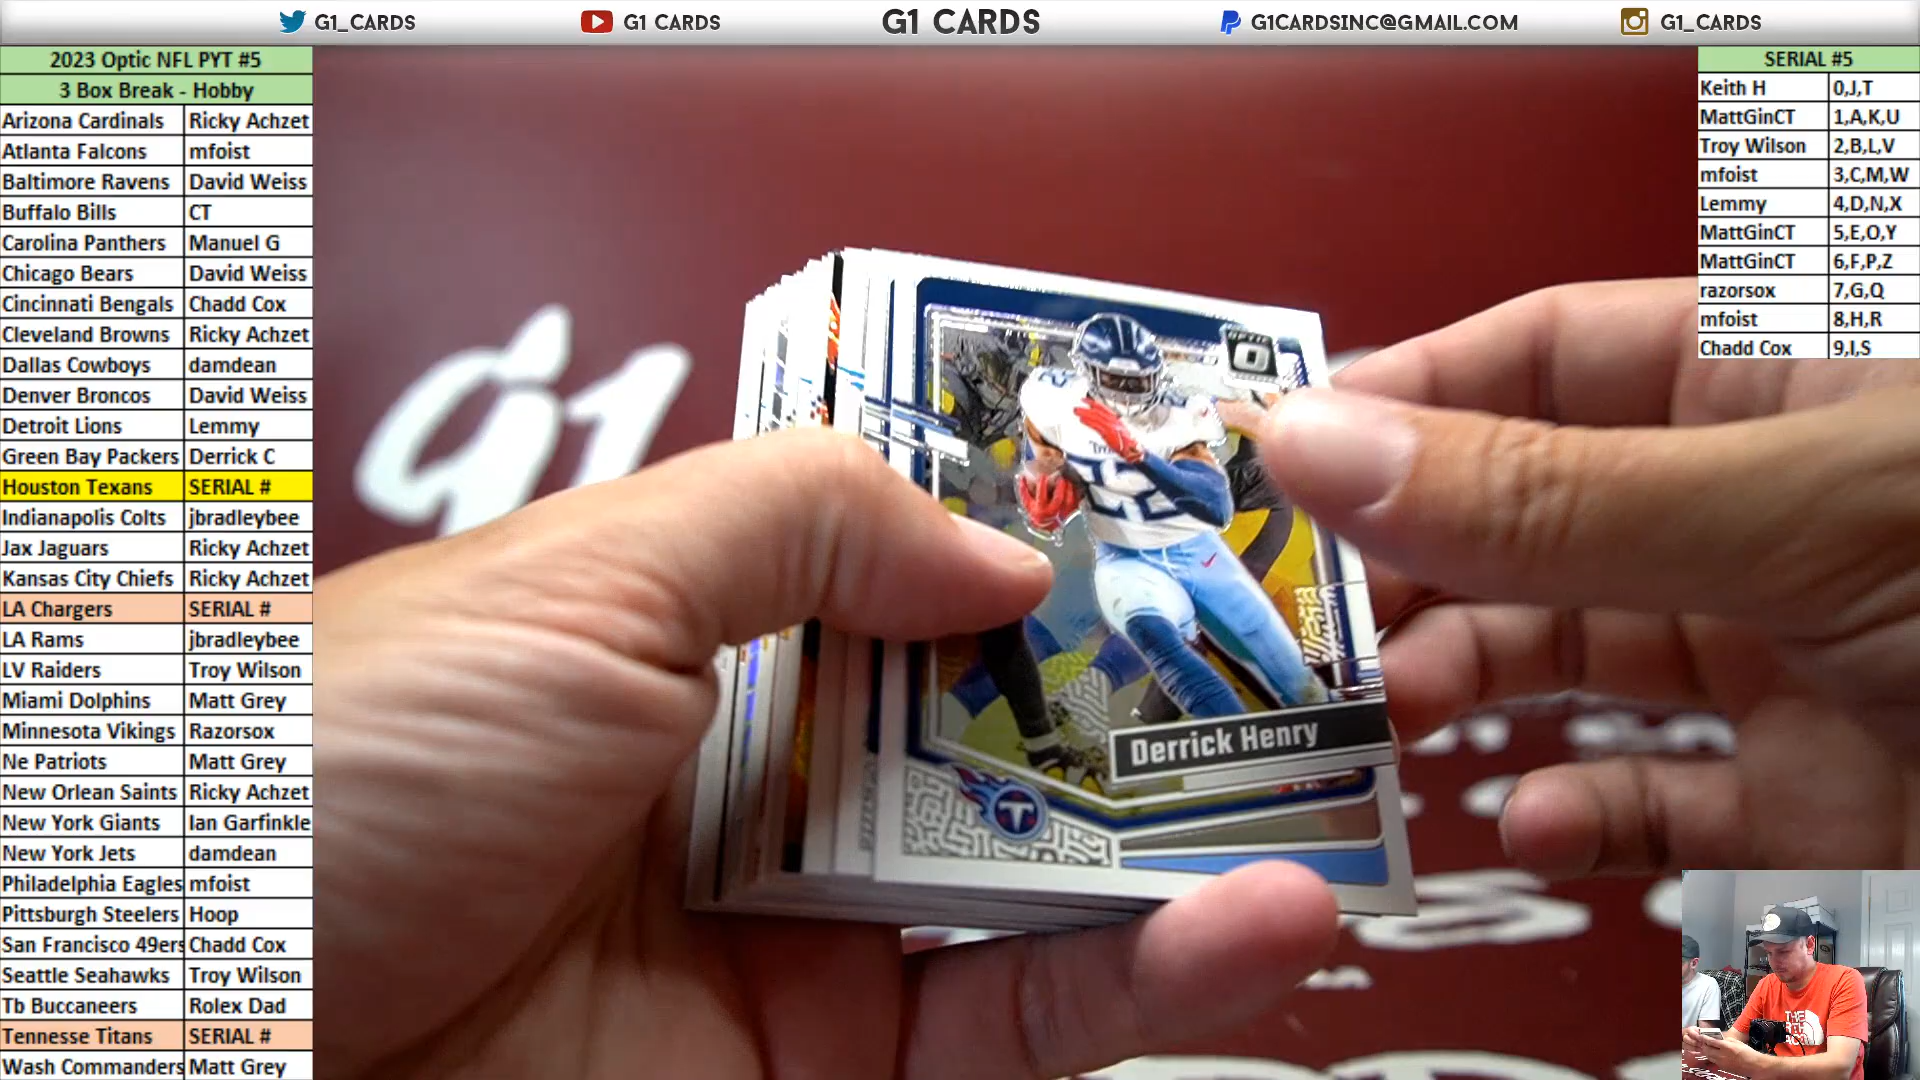 G1_CARDS
G1 CARDS
G1 CARDS
G1CARDSINC@GMAIL.COM
G1_CARDS
2023 Optic NFL PYT #5
3 Box Break - Hobby
Arizona Cardinals Ricky Achzet
Atlanta Falcons mfoist
Baltimore Ravens David Weiss
Buffalo Bills CT
Carolina Panthers Manuel G
Chicago Bears David Weiss
Cincinnati Bengals Chadd Cox
Cleveland Browns Ricky Achzet
Dallas Cowboys damdean
Denver Broncos David Weiss
Detroit Lions Lemmy
Green Bay Packers Derrick C
Houston Texans SERIAL #
Indianapolis Colts jbradleybee
Jax Jaguars Ricky Achzet
Kansas City Chiefs Ricky Achzet
LA Chargers SERIAL #
LA Rams jbradleybee
LV Raiders Troy Wilson
Miami Dolphins Matt Grey
Minnesota Vikings Razorsox
Ne Patriots Matt Grey
New Orlean Saints Ricky Achzet
New York Giants Ian Garfinkle
New York Jets damdean
Philadelphia Eagles mfoist
Pittsburgh Steelers Hoop
San Francisco 49ers Chadd Cox
Seattle Seahawks Troy Wilson
Tb Buccaneers Rolex Dad
Tennesse Titans SERIAL #
Wash Commanders Matt Grey
SERIAL #5
Keith H 0,J,T
MattGinCT 1,A,K,U
Troy Wilson 2,B,L,V
mfoist 3,C,M,W
Lemmy 4,D,N,X
MattGinCT 5,E,O,Y
MattGinCT 6,F,P,Z
razorsox 7,G,Q
mfoist 8,H,R
Chadd Cox 9,I,S
g1
OPTIC
O
22
Derrick Henry
T
THE